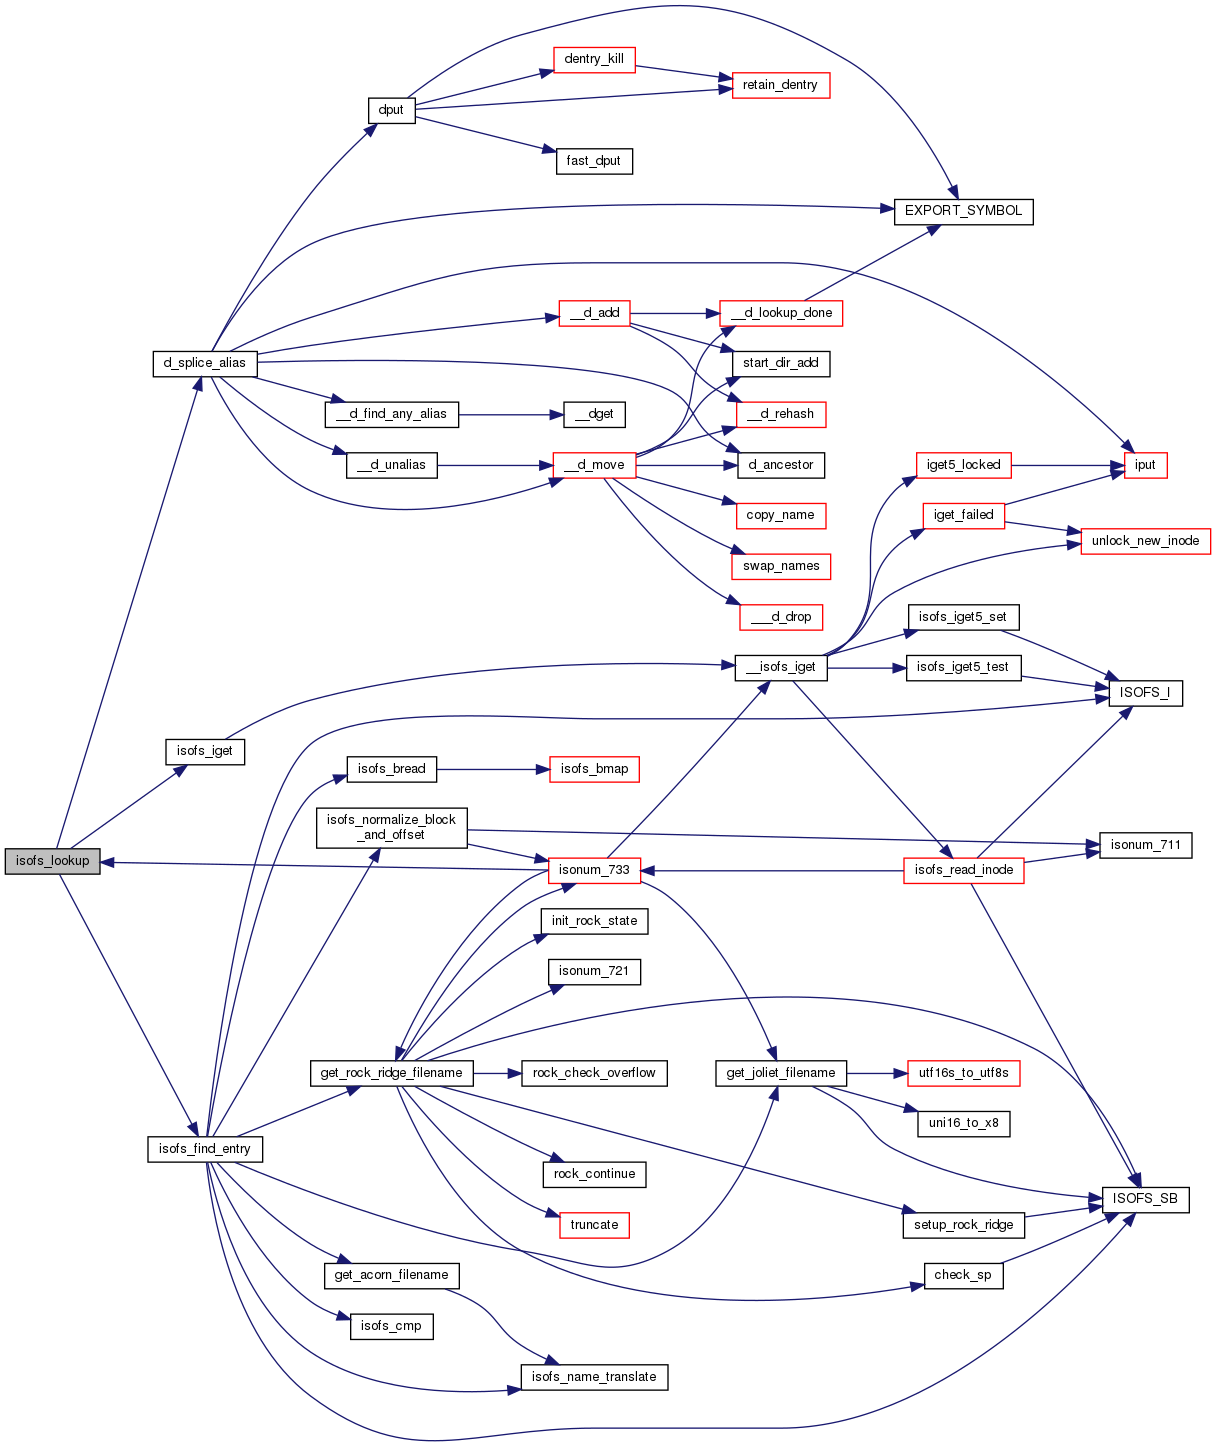 dentry_kill
retain_dentry
dput
fast_dput
EXPORT_SYMBOL
__d_add
__d_lookup_done
d_splice_alias
start_dir_add
__d_find_any_alias
__dget
__d_rehash
__d_unalias
__d_move
d_ancestor
iget5_locked
iput
copy_name
iget_failed
unlock_new_inode
swap_names
___d_drop
isofs_iget5_set
__isofs_iget
isofs_iget5_test
ISOFS_I
isofs_iget
isofs_bread
isofs_bmap
isofs_normalize_block
_and_offset
isonum_711
isofs_lookup
isonum_733
isofs_read_inode
init_rock_state
isonum_721
get_rock_ridge_filename
rock_check_overflow
get_joliet_filename
utf16s_to_utf8s
uni16_to_x8
isofs_find_entry
rock_continue
ISOFS_SB
truncate
setup_rock_ridge
get_acorn_filename
check_sp
isofs_cmp
isofs_name_translate